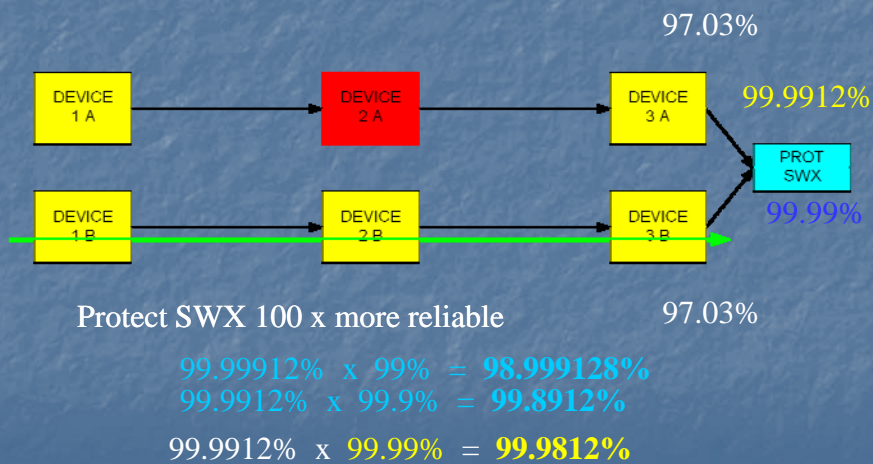 97.03%
DEVICE
1 A
DEVICE
2 A
DEVICE
3 A
99.9912%
PROT
SWX
DEVICE
1 B
DEVICE
2 B
DEVICE
3 B
99.99%
Protect SWX 100 x more reliable
97.03%
99.99912% x 99% = 98.999128%
99.9912% x 99.9% = 99.8912%
99.9912% x 99.99% = 99.9812%